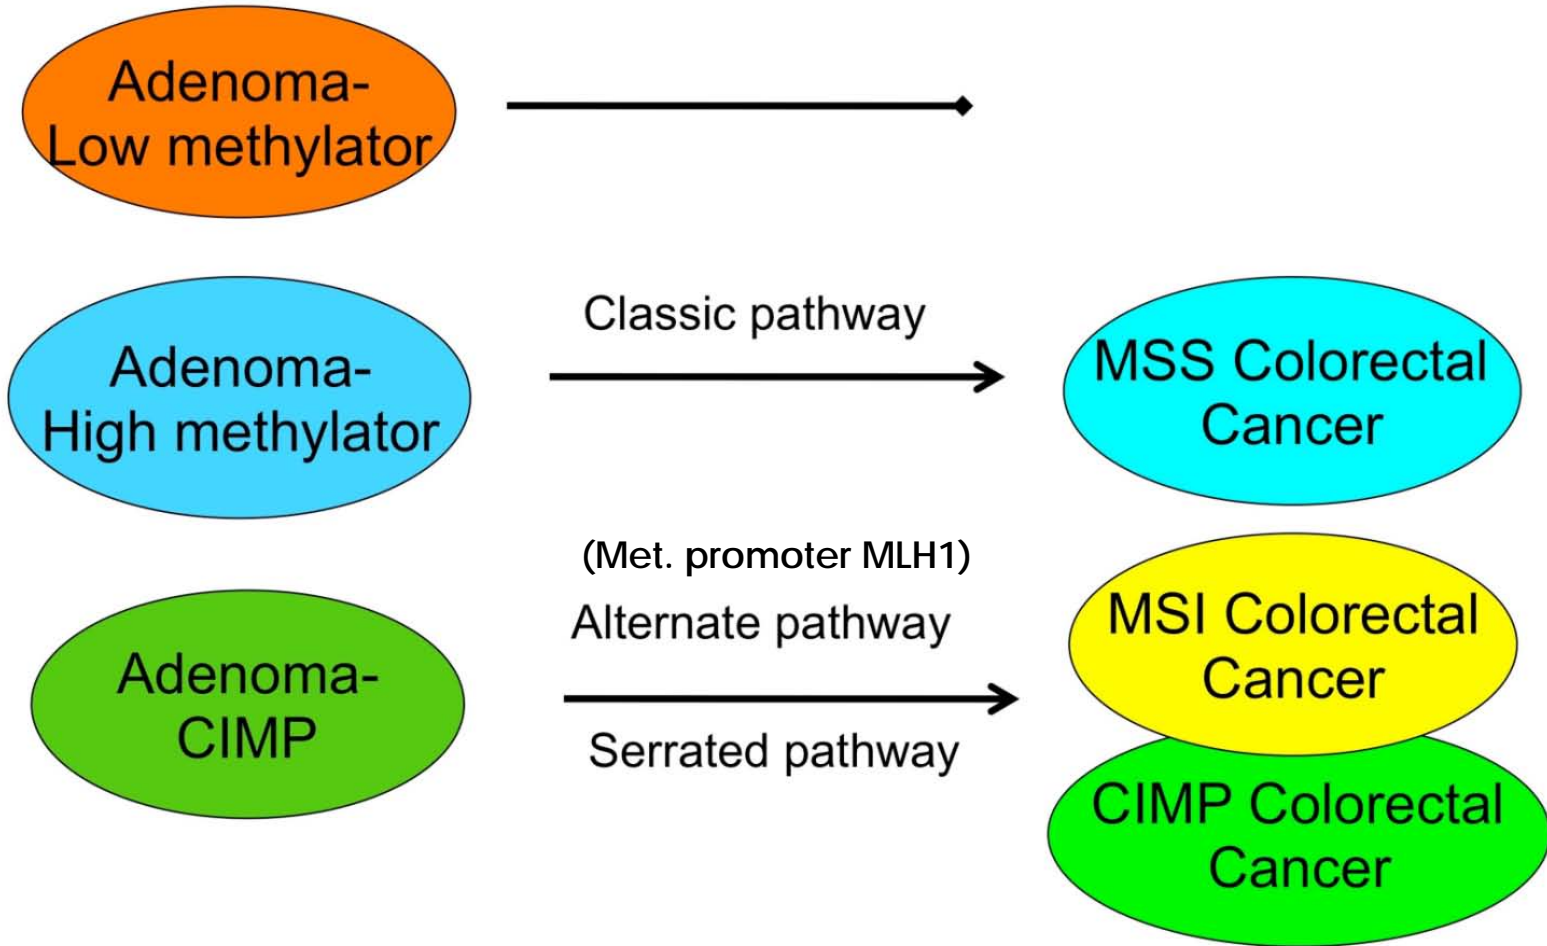 Adenoma-
Low methylator
Classic pathway
Adenoma-
High methylator
MSS Colorectal
Cancer
(Met. promoter MLH1)
Alternate pathway
Adenoma-
CIMP
Serrated pathway
MSI Colorectal
Cancer
CIMP Colorectal
Cancer